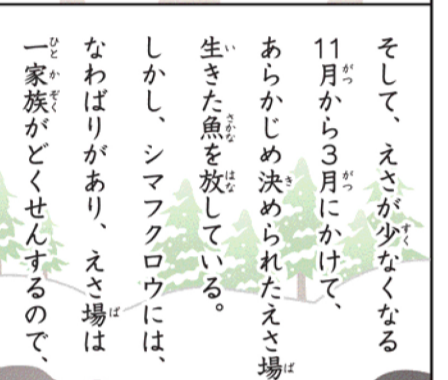 そして、えさが少なくなる
11月から3月にかけて、
あらかじめ決められたえさ場
生きた魚を放している。
しかし、シマフクロウには、
なわばりがあり、えさ場は
一家族がどくせんするので、